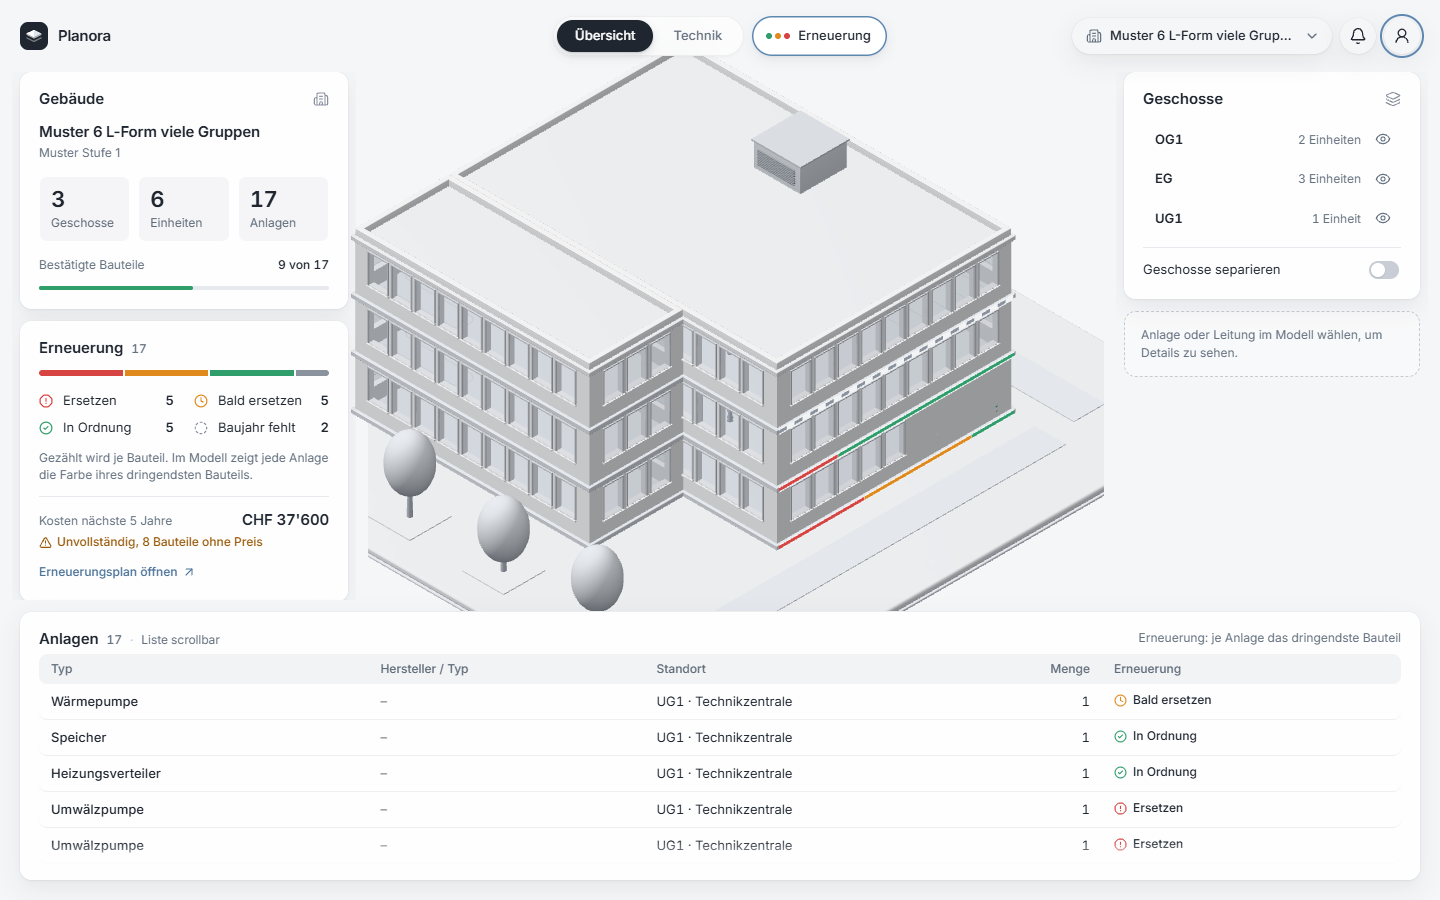 Planora
Übersicht
Technik
Erneuerung
Muster 6 L-Form viele Grup...
Gebäude
Muster 6 L-Form viele Gruppen
Muster Stufe 1
3
Geschosse
6
Einheiten
17
Anlagen
Bestätigte Bauteile
9 von 17
Erneuerung 17
Ersetzen 5
Bald ersetzen 5
In Ordnung 5
Baujahr fehlt 2
Gezählt wird je Bauteil. Im Modell zeigt jede Anlage
die Farbe ihres dringendsten Bauteils.
Kosten nächste 5 Jahre
CHF 37'600
Unvollständig, 8 Bauteile ohne Preis
Erneuerungsplan öffnen
Geschosse
OG1 2 Einheiten
EG 3 Einheiten
UG1 1 Einheit
Geschosse separieren
Anlage oder Leitung im Modell wählen, um
Details zu sehen.
Anlagen 17 · Liste scrollbar
Erneuerung: je Anlage das dringendste Bauteil
Typ Hersteller / Typ Standort Menge Erneuerung
Wärmepumpe – UG1 · Technikzentrale 1 Bald ersetzen
Speicher – UG1 · Technikzentrale 1 In Ordnung
Heizungsverteiler – UG1 · Technikzentrale 1 In Ordnung
Umwälzpumpe – UG1 · Technikzentrale 1 Ersetzen
Umwälzpumpe – UG1 · Technikzentrale 1 Ersetzen